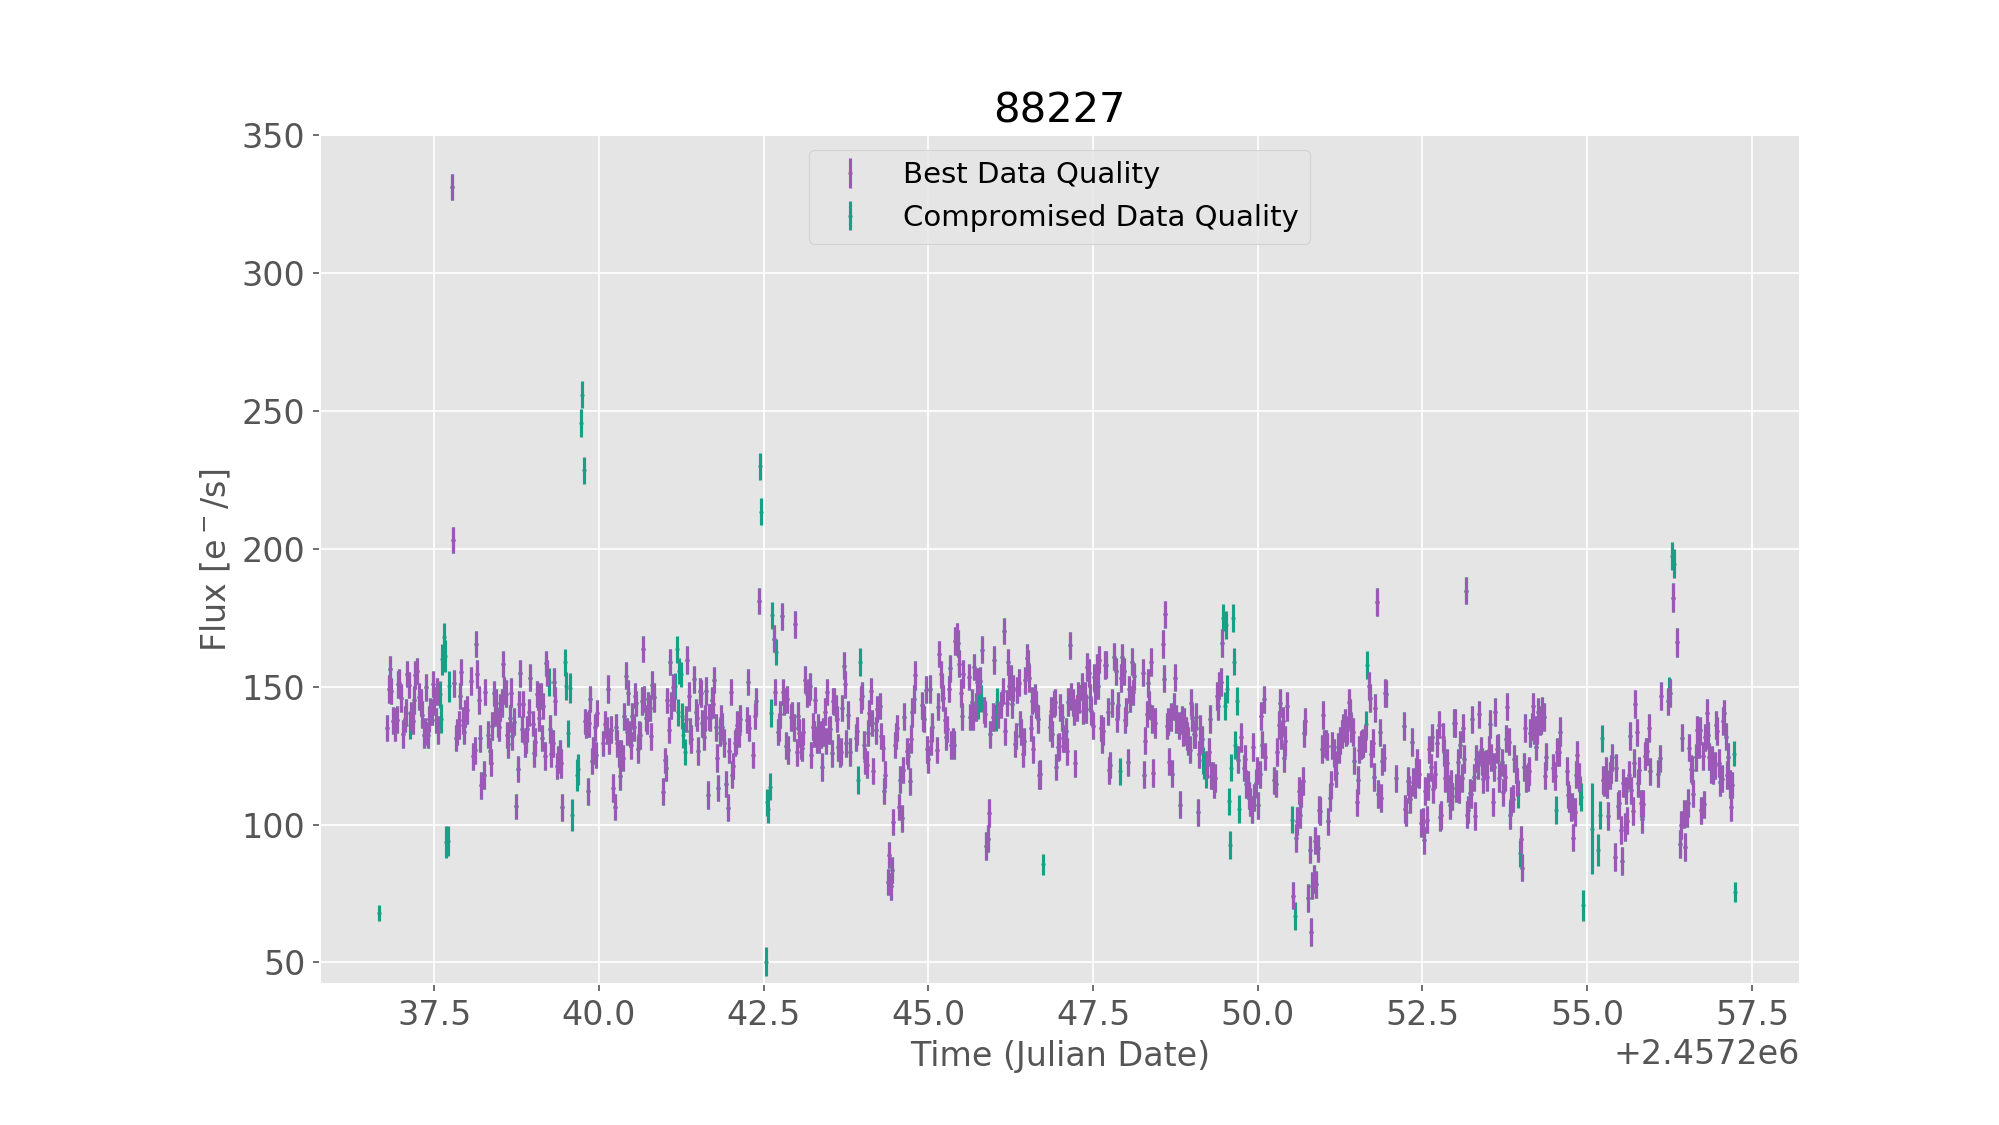 88227
Best Data Quality
Compromised Data Quality
350
300
250
200
150
100
50
Flux [e⁻/s]
37.5 40.0 42.5 45.0 47.5 50.0 52.5 55.0 57.5
Time (Julian Date)
+2.4572e6